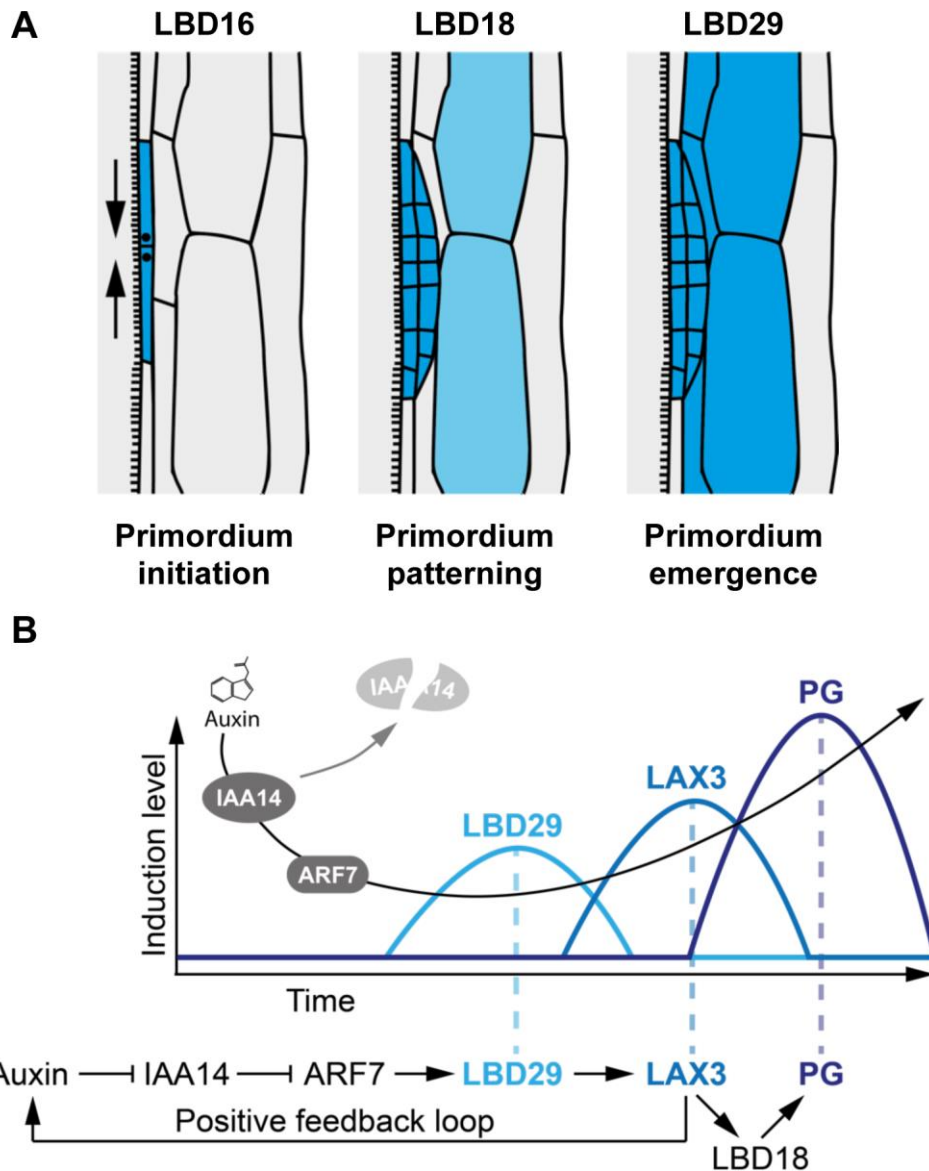 A
LBD16
LBD18
LBD29
Primordium
initiation
Primordium
patterning
Primordium
emergence
B
Auxin
IAA14
IAA14
ARF7
LBD29
LAX3
PG
Induction level
Time
Auxin IAA14 ARF7 LBD29 LAX3 PG
Positive feedback loop
LBD18